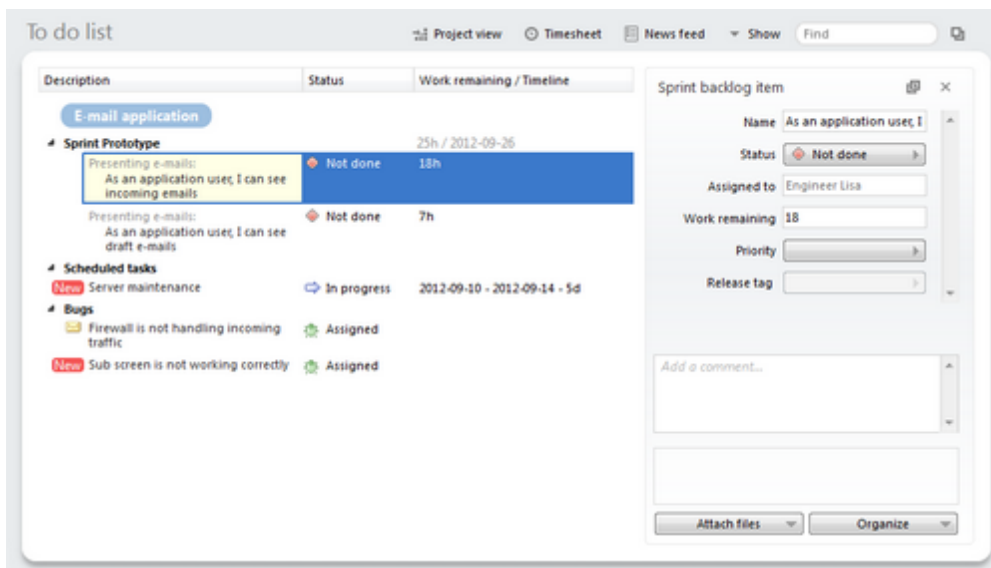 To do list
Project view
Timesheet
News feed
Show
Find
Description
Status
Work remaining / Timeline
E-mail application
Sprint Prototype
25h / 2012-09-26
Presenting e-mails:
As an application user, I can see
incoming emails
Not done
18h
Presenting e-mails:
As an application user, I can see
draft e-mails
Not done
7h
Scheduled tasks
New Server maintenance
In progress
2012-09-10 - 2012-09-14 - 5d
Bugs
Firewall is not handling incoming
traffic
Assigned
New Sub screen is not working correctly
Assigned
Sprint backlog item
Name As an application user, I
Status Not done
Assigned to Engineer Lisa
Work remaining 18
Priority
Release tag
Add a comment...
Attach files
Organize